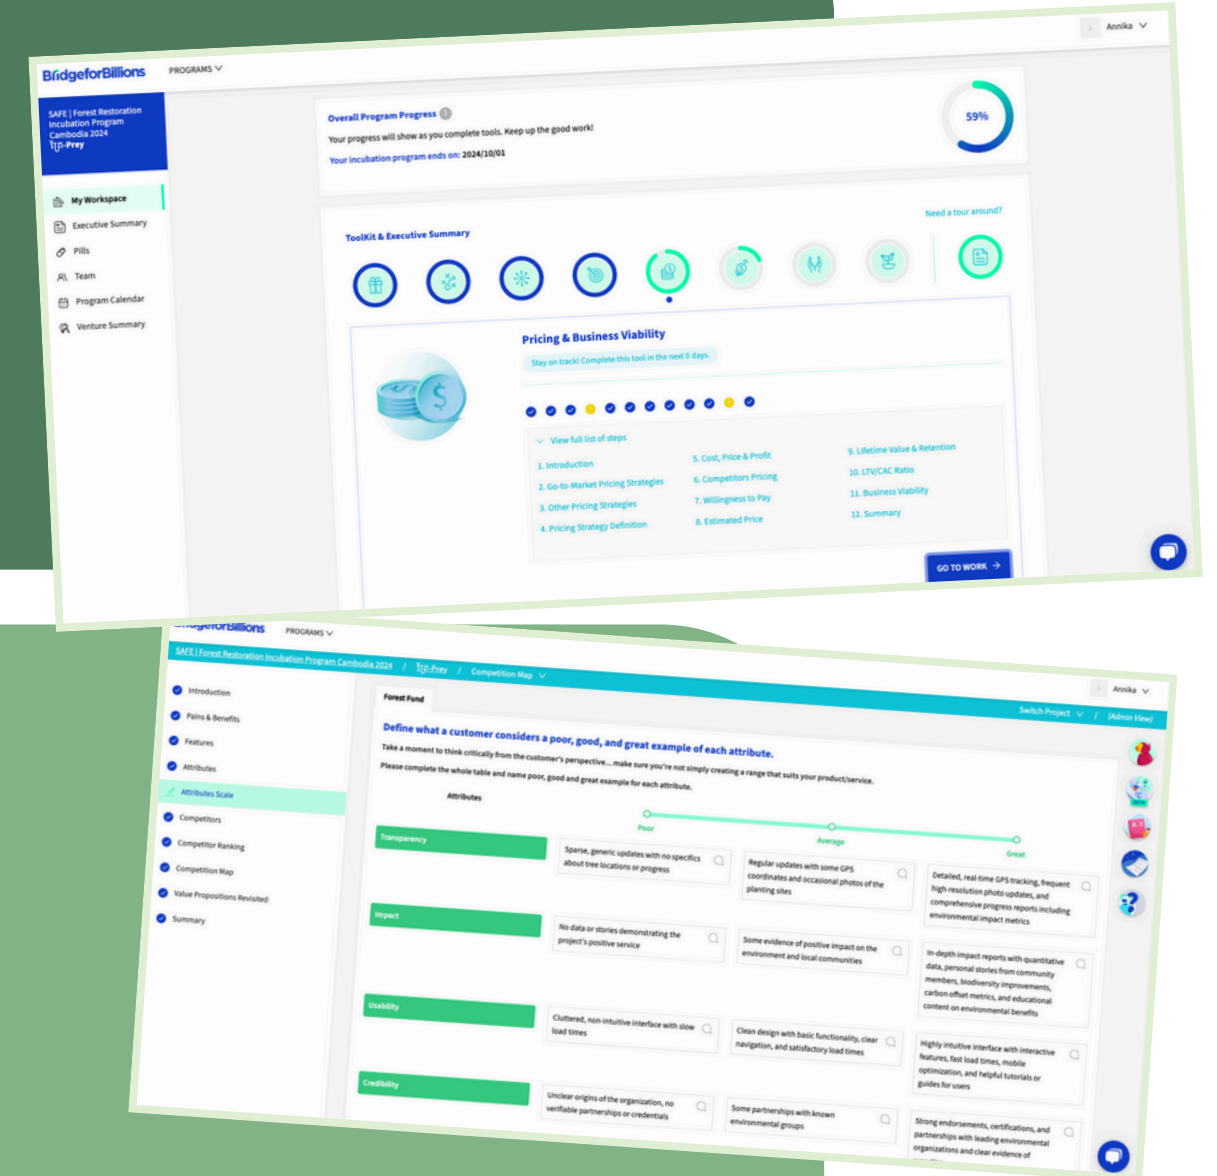 BridgeforBillions
PROGRAMS
Annika
SAFE | Forest Restoration
Incubation Program
Cambodia 2024
ព្រៃ-Prey
My Workspace
Executive Summary
Pills
Team
Program Calendar
Venture Summary
Overall Program Progress
Your progress will show as you complete tools. Keep up the good work!
Your incubation program ends on: 2024/10/01
59%
Need a tour around?
ToolKit & Executive Summary
Pricing & Business Viability
Stay on track! Complete this tool in the next 0 days.
View full list of steps
1. Introduction
2. Go-to-Market Pricing Strategies
3. Other Pricing Strategies
4. Pricing Strategy Definition
5. Cost, Price & Profit
6. Competitors Pricing
7. Willingness to Pay
8. Estimated Price
9. Lifetime Value & Retention
10. LTV/CAC Ratio
11. Business Viability
12. Summary
GO TO WORK →
BridgeforBillions
PROGRAMS
Annika
SAFE | Forest Restoration Incubation Program Cambodia 2024 / ព្រៃ-Prey / Competition Map
Switch Project / (Admin View)
Introduction
Pains & Benefits
Features
Attributes
Attributes Scale
Competitors
Competitor Ranking
Competition Map
Value Propositions Revisited
Summary
Forest Fund
Define what a customer considers a poor, good, and great example of each attribute.
Take a moment to think critically from the customer's perspective... make sure you're not simply creating a range that suits your product/service.
Please complete the whole table and name poor, good and great example for each attribute.
Attributes
Poor
Average
Great
BETA
Transparency
Sparse, generic updates with no specifics
about tree locations or progress
Regular updates with some GPS
coordinates and occasional photos of the
planting sites
Detailed, real-time GPS tracking, frequent
high-resolution photo updates, and
comprehensive progress reports including
environmental impact metrics
Impact
No data or stories demonstrating the
project's positive service
Some evidence of positive impact on the
environment and local communities
In-depth impact reports with quantitative
data, personal stories from community
members, biodiversity improvements,
carbon offset metrics, and educational
content on environmental benefits
Usability
Cluttered, non-intuitive interface with slow
load times
Clean design with basic functionality, clear
navigation, and satisfactory load times
Highly intuitive interface with interactive
features, fast load times, mobile
optimization, and helpful tutorials or
guides for users
Credibility
Unclear origins of the organization, no
verifiable partnerships or credentials
Some partnerships with known
environmental groups
Strong endorsements, certifications, and
partnerships with leading environmental
organizations and clear evidence of